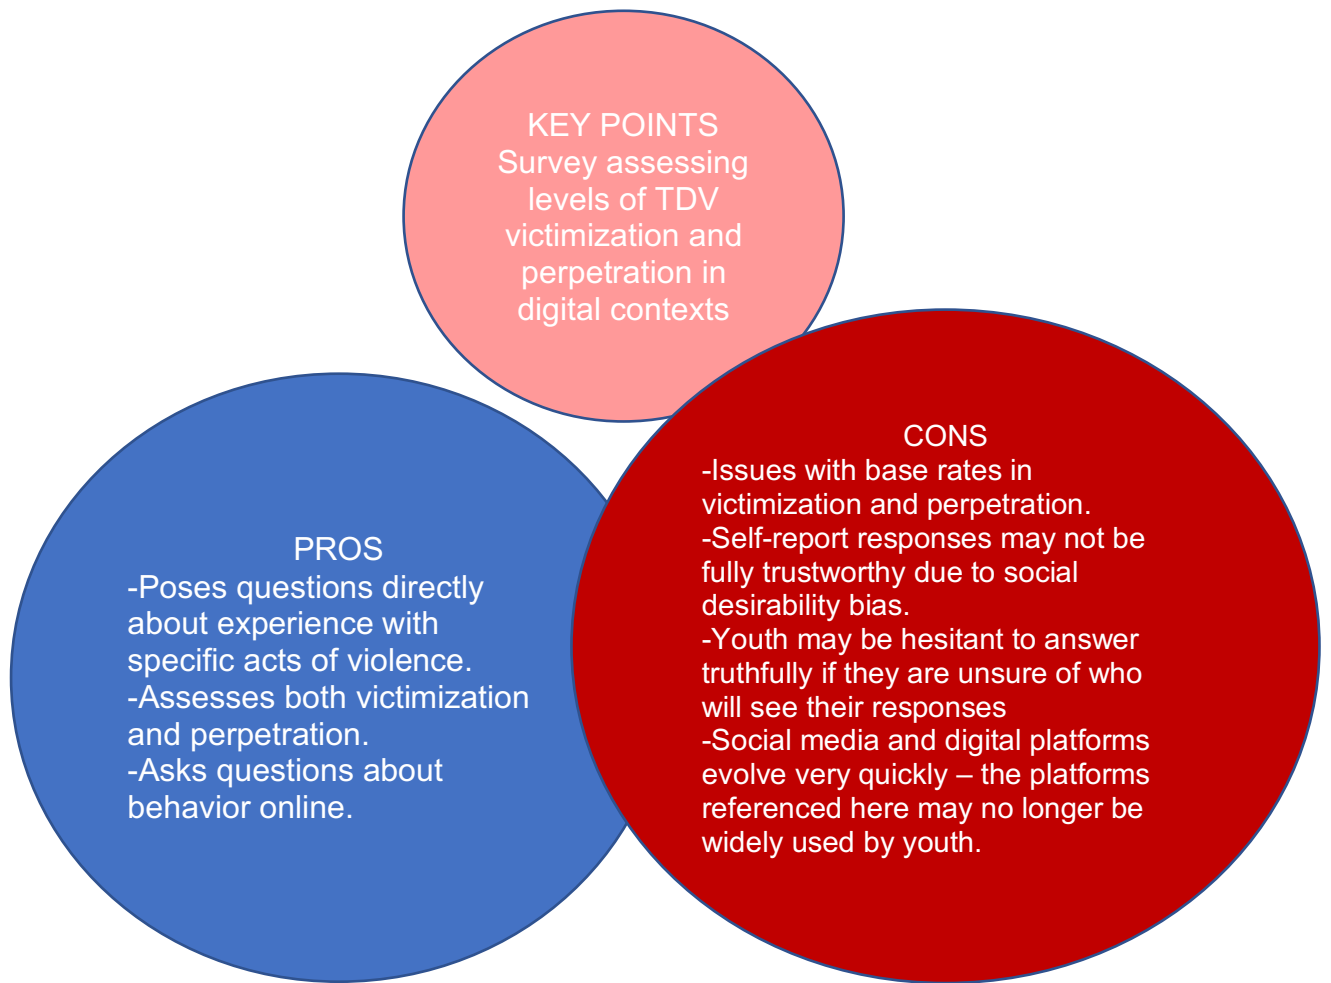 KEY POINTS
Survey assessing
levels of TDV
victimization and
perpetration in
digital contexts
PROS
-Poses questions directly
about experience with
specific acts of violence.
-Assesses both victimization
and perpetration.
-Asks questions about
behavior online.
CONS
-Issues with base rates in
victimization and perpetration.
-Self-report responses may not be
fully trustworthy due to social
desirability bias.
-Youth may be hesitant to answer
truthfully if they are unsure of who
will see their responses
-Social media and digital platforms
evolve very quickly – the platforms
referenced here may no longer be
widely used by youth.